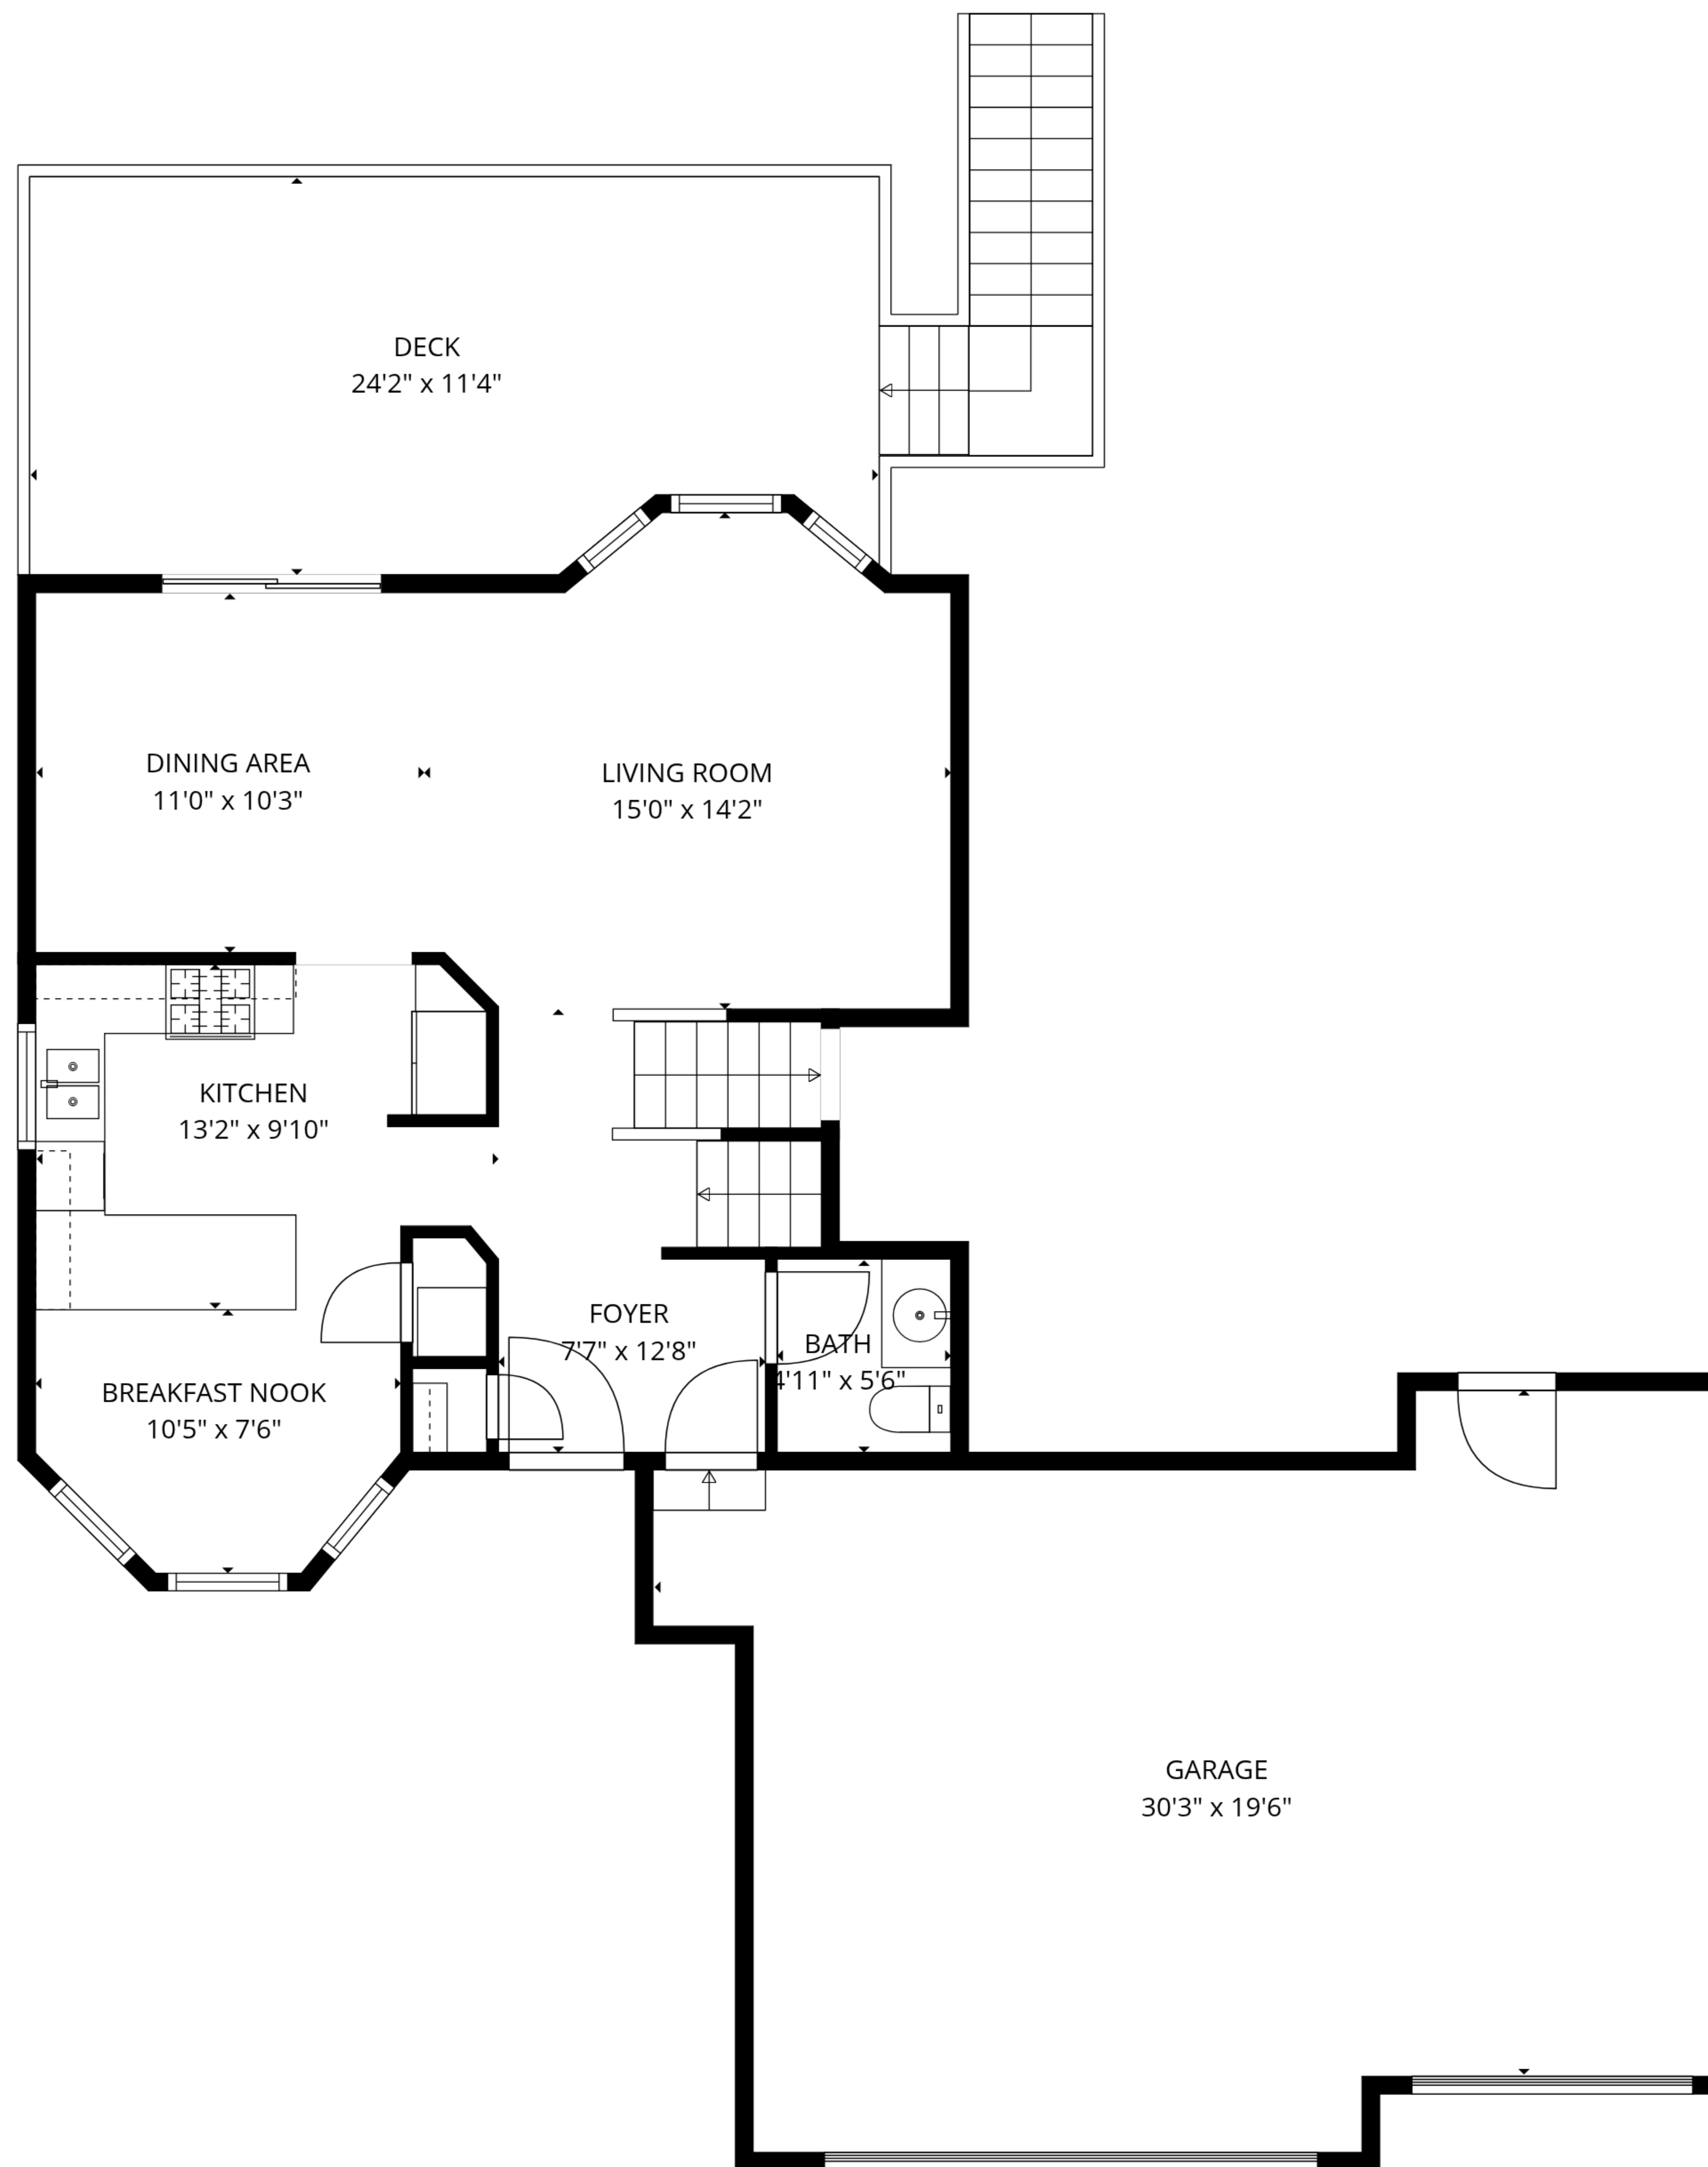 DECK
24'2" x 11'4"
DINING AREA
11'0" x 10'3"
LIVING ROOM
15'0" x 14'2"
KITCHEN
13'2" x 9'10"
FOYER
7'7" x 12'8"
BATH
4'11" x 5'6"
BREAKFAST NOOK
10'5" x 7'6"
GARAGE
30'3" x 19'6"